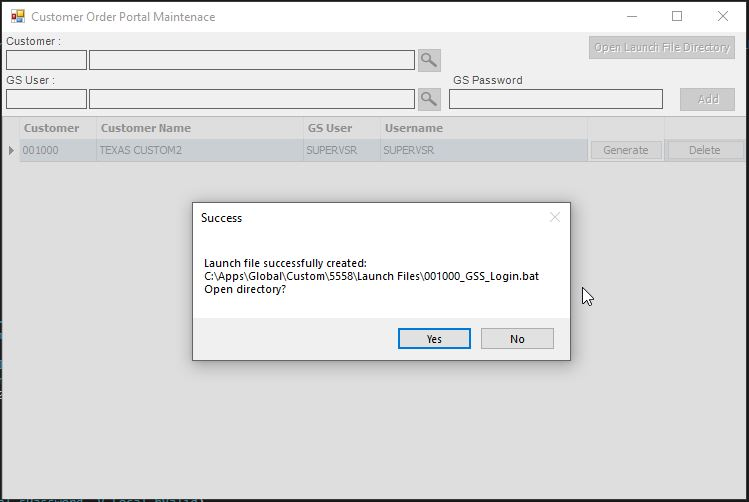 Customer Order Portal Maintenace
Customer :
Open Launch File Directory
GS User :
GS Password
Add
Customer Customer Name GS User Username
001000 TEXAS CUSTOM2 SUPERVSR SUPERVSR Generate Delete
Success
Launch file successfully created:
C:\Apps\Global\Custom\5558\Launch Files\001000_GSS_Login.bat
Open directory?
Yes No